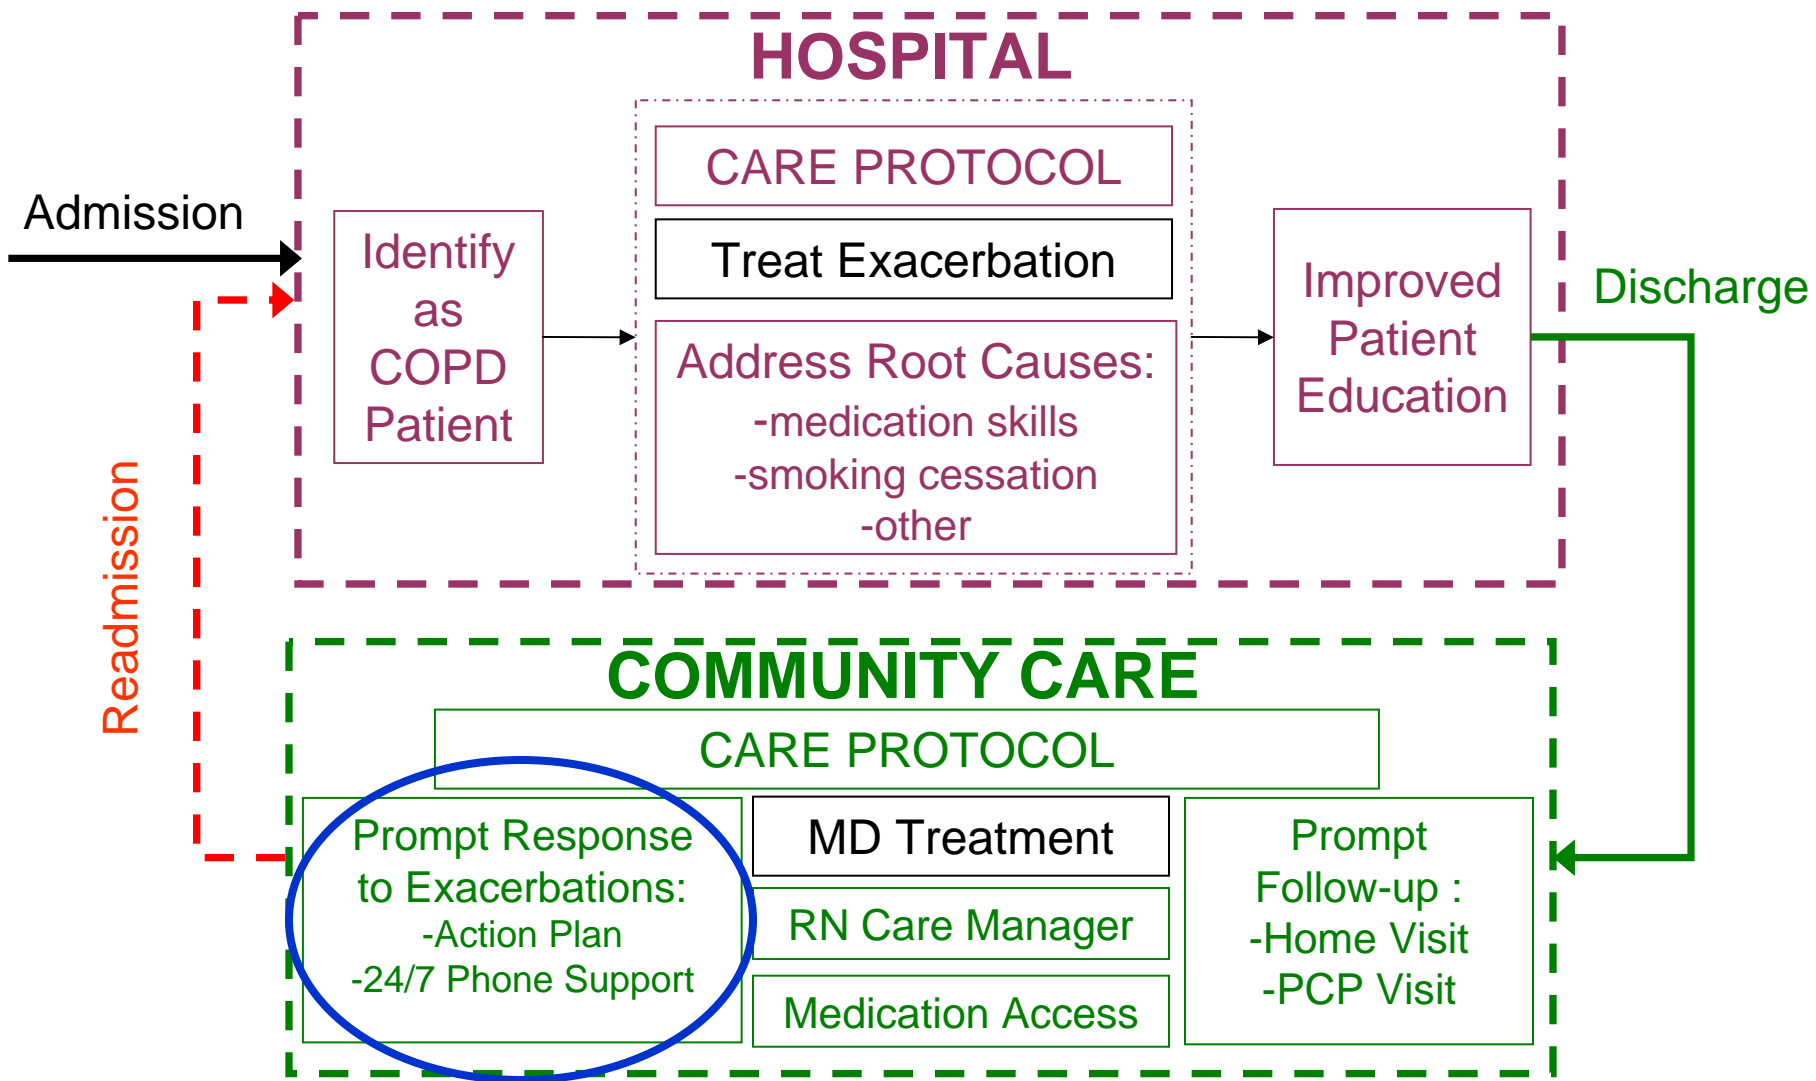 HOSPITAL
Admission
Identify
as
COPD
Patient
CARE PROTOCOL
Treat Exacerbation
Address Root Causes:
-medication skills
-smoking cessation
-other
Improved
Patient
Education
Discharge
Readmission
COMMUNITY CARE
CARE PROTOCOL
Prompt Response
to Exacerbations:
-Action Plan
-24/7 Phone Support
MD Treatment
RN Care Manager
Medication Access
Prompt
Follow-up :
-Home Visit
-PCP Visit